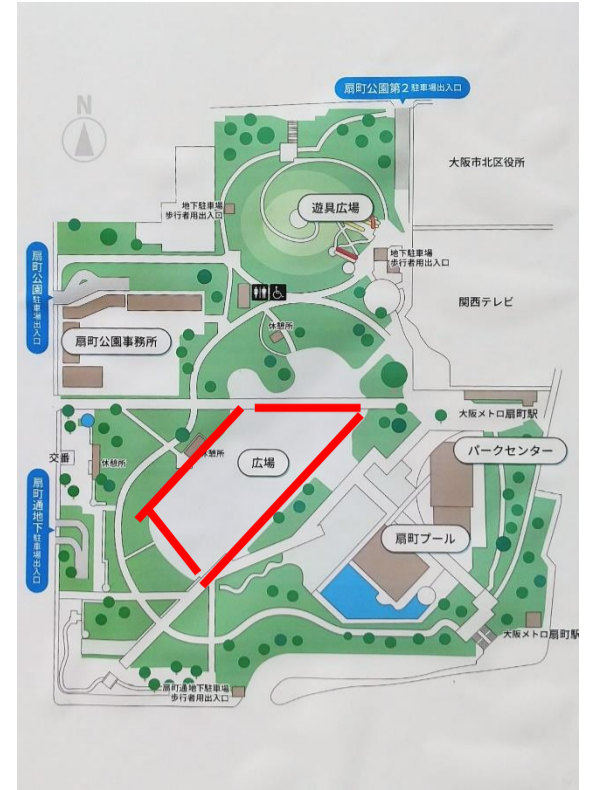 扇町公園第2駐車場出入口
N
大阪市北区役所
遊具広場
地下駐車場
歩行者用出入口
地下駐車場
歩行者用出入口
扇町公園駐車場出入口
関西テレビ
休憩所
扇町公園事務所
大阪メトロ扇町駅
パークセンター
休憩所
交番
休憩所
広場
扇町通地下駐車場出入口
扇町プール
大阪メトロ扇町駅
扇町通地下駐車場
歩行者用出入口